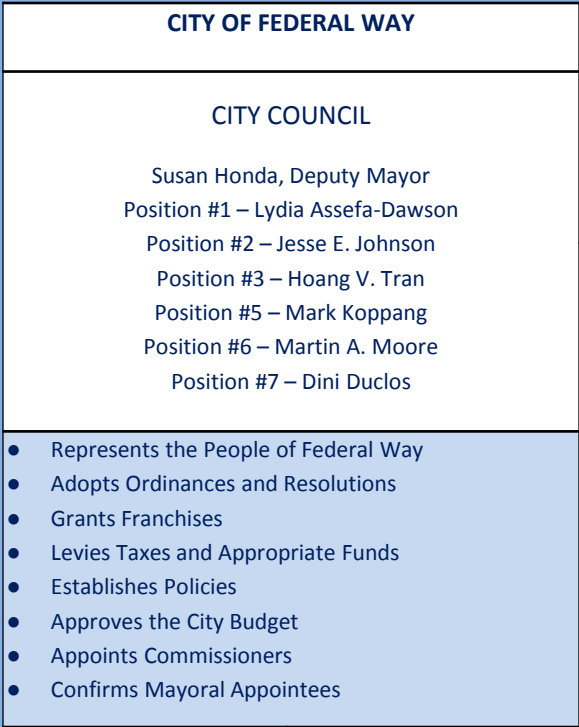 CITY OF FEDERAL WAY
CITY COUNCIL
Susan Honda, Deputy Mayor
Position #1 – Lydia Assefa-Dawson
Position #2 – Jesse E. Johnson
Position #3 – Hoang V. Tran
Position #5 – Mark Koppang
Position #6 – Martin A. Moore
Position #7 – Dini Duclos
● Represents the People of Federal Way
● Adopts Ordinances and Resolutions
● Grants Franchises
● Levies Taxes and Appropriate Funds
● Establishes Policies
● Approves the City Budget
● Appoints Commissioners
● Confirms Mayoral Appointees